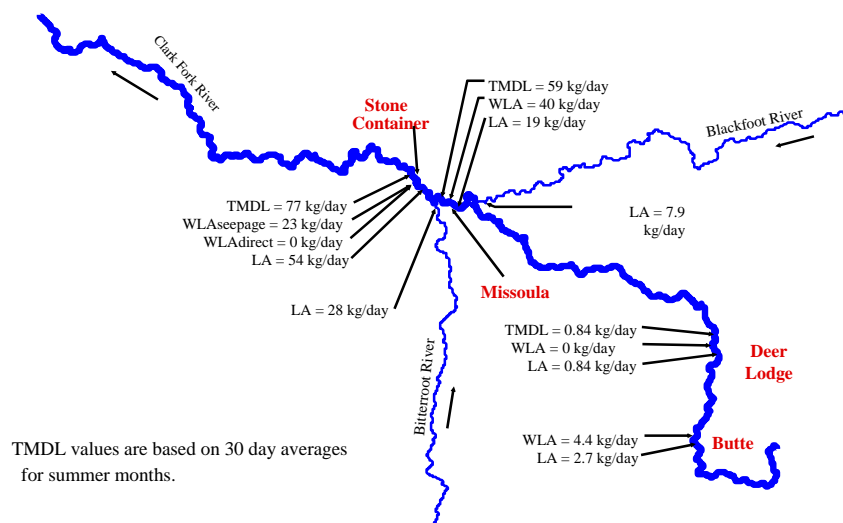 Clark Fork River
Stone
Container
TMDL = 59 kg/day
WLA = 40 kg/day
LA = 19 kg/day
Blackfoot River
TMDL = 77 kg/day
WLAseepage = 23 kg/day
WLAdirect = 0 kg/day
LA = 54 kg/day
LA = 7.9
kg/day
Missoula
LA = 28 kg/day
TMDL = 0.84 kg/day
WLA = 0 kg/day
LA = 0.84 kg/day
Deer
Lodge
Bitterroot River
WLA = 4.4 kg/day
LA = 2.7 kg/day
Butte
TMDL values are based on 30 day averages
for summer months.